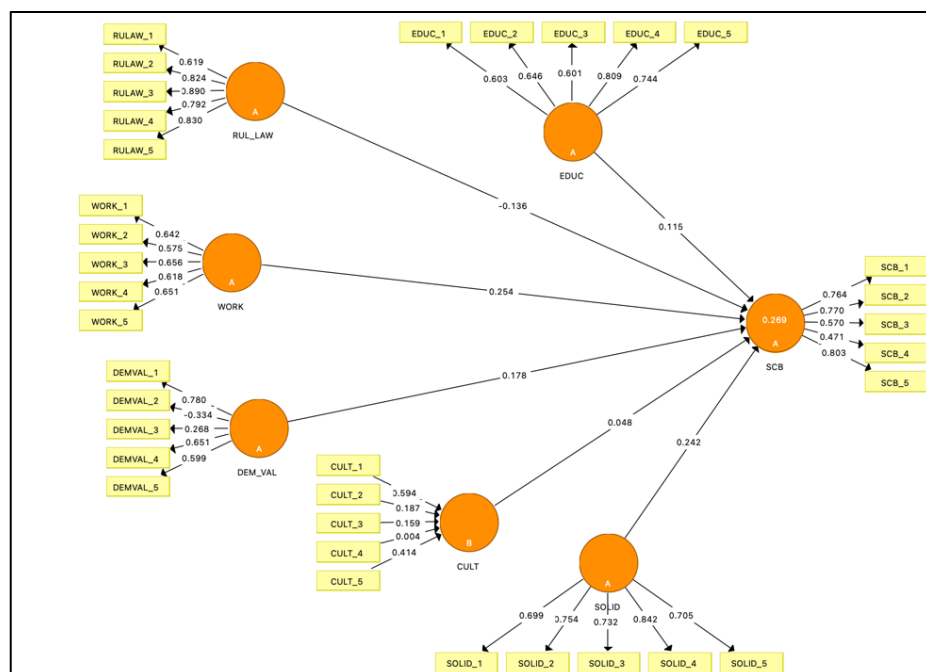 RULAW_1
RULAW_2
RULAW_3
RULAW_4
RULAW_5
0.619
0.824
0.890
0.792
0.830
A
RUL_LAW
EDUC_1
EDUC_2
EDUC_3
EDUC_4
EDUC_5
0.603
0.646
0.601
0.809
0.744
A
EDUC
-0.136
0.115
WORK_1
WORK_2
WORK_3
WORK_4
WORK_5
0.642
0.575
0.656
0.618
0.651
A
WORK
0.254
0.269
A
SCB
0.764
0.770
0.570
0.471
0.803
SCB_1
SCB_2
SCB_3
SCB_4
SCB_5
DEMVAL_1
DEMVAL_2
DEMVAL_3
DEMVAL_4
DEMVAL_5
0.780
-0.334
0.268
0.651
0.599
A
DEM_VAL
0.178
0.048
0.242
CULT_1
CULT_2
CULT_3
CULT_4
CULT_5
0.594
0.187
0.159
0.004
0.414
B
CULT
A
SOLID
0.699
0.754
0.732
0.842
0.705
SOLID_1
SOLID_2
SOLID_3
SOLID_4
SOLID_5